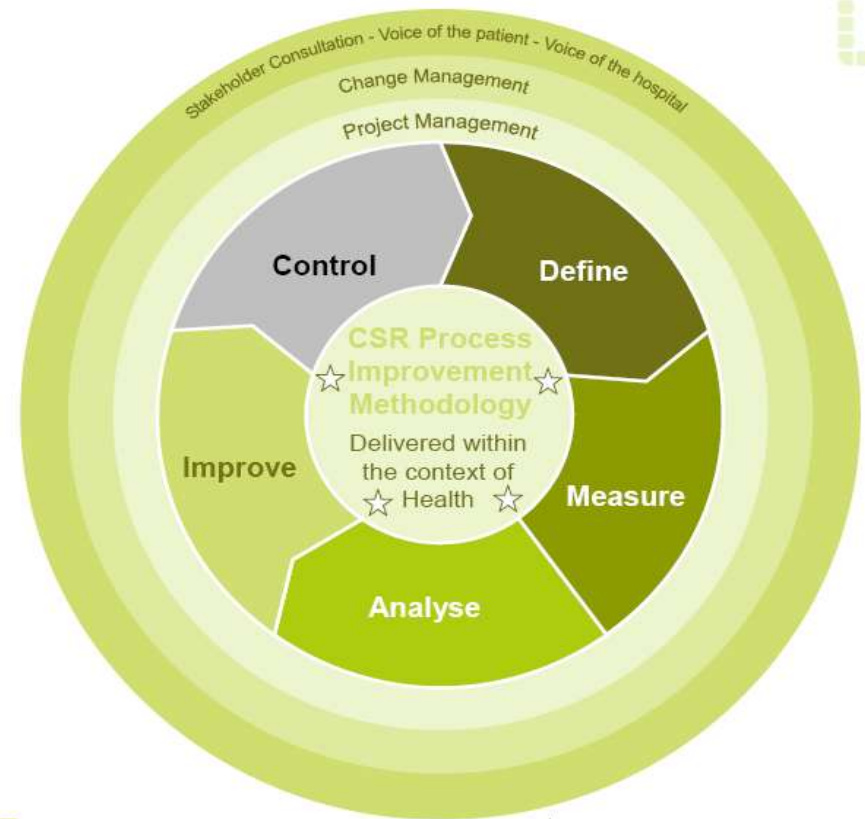 Stakeholder Consultation - Voice of the patient - Voice of the hospital
Change Management
Project Management
Control
Define
CSR Process
Improvement
Methodology
Delivered within
the context of
Health
Improve
Measure
Analyse